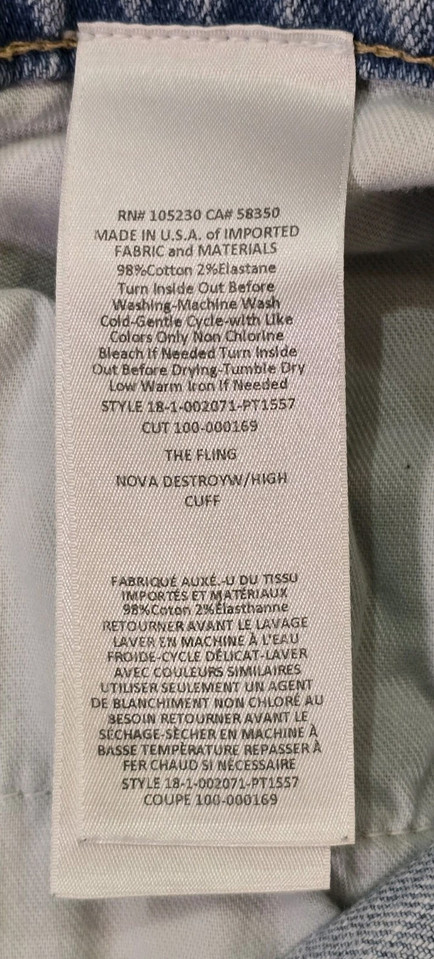 RN# 105230 CA# 58350
MADE IN U.S.A. of IMPORTED
FABRIC and MATERIALS
98%Cotton 2%Elastane
Turn Inside Out Before
Washing-Machine Wash
Cold-Gentle Cycle-with Like
Colors Only Non Chlorine
Bleach If Needed Turn Inside
Out Before Drying-Tumble Dry
Low Warm Iron If Needed
STYLE 18-1-002071-PT1557
CUT 100-000169
THE FLING
NOVA DESTROYW/HIGH
CUFF
FABRIQUÉ AUXÉ.-U DU TISSU
IMPORTÉS ET MATÉRIAUX
98%Coton 2%Élasthanne
RETOURNER AVANT LE LAVAGE
LAVER EN MACHINE À L'EAU
FROIDE-CYCLE DÉLICAT-LAVER
AVEC COULEURS SIMILAIRES
UTILISER SEULEMENT UN AGENT
DE BLANCHIMENT NON CHLORÉ AU
BESOIN RETOURNER AVANT LE
SÉCHAGE-SÈCHER EN MACHINE À
BASSE TEMPÈRATURE REPASSER À
FER CHAUD SI NÉCESSAIRE
STYLE 18-1-002071-PT1557
COUPE 100-000169